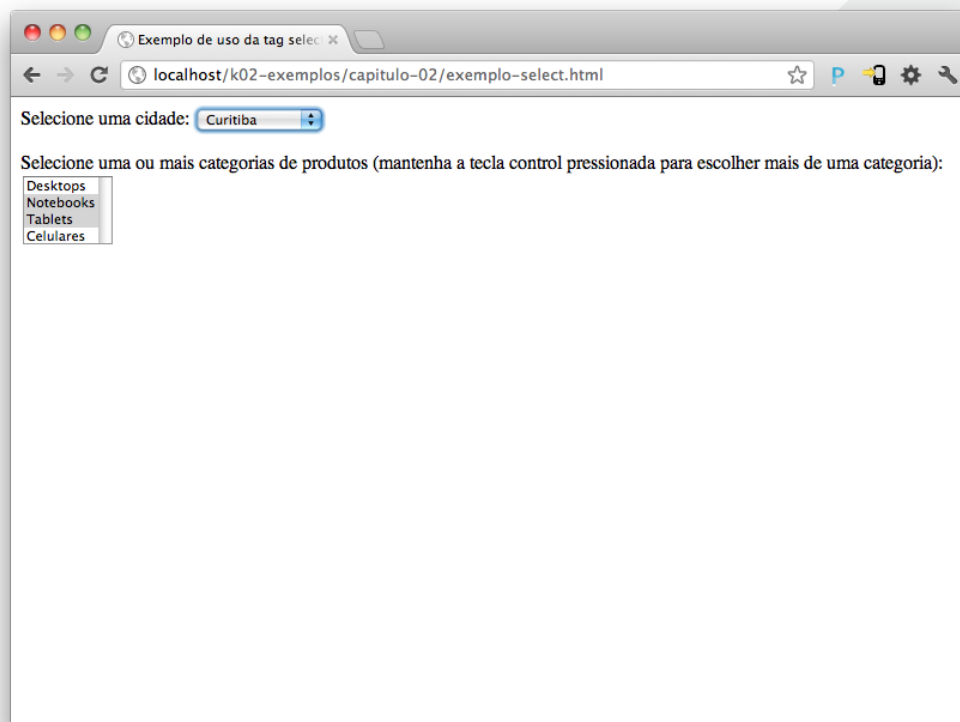 Exemplo de uso da tag selec
localhost/k02-exemplos/capitulo-02/exemplo-select.html
P
Selecione uma cidade: Curitiba
Selecione uma ou mais categorias de produtos (mantenha a tecla control pressionada para escolher mais de uma categoria):
Desktops
Notebooks
Tablets
Celulares